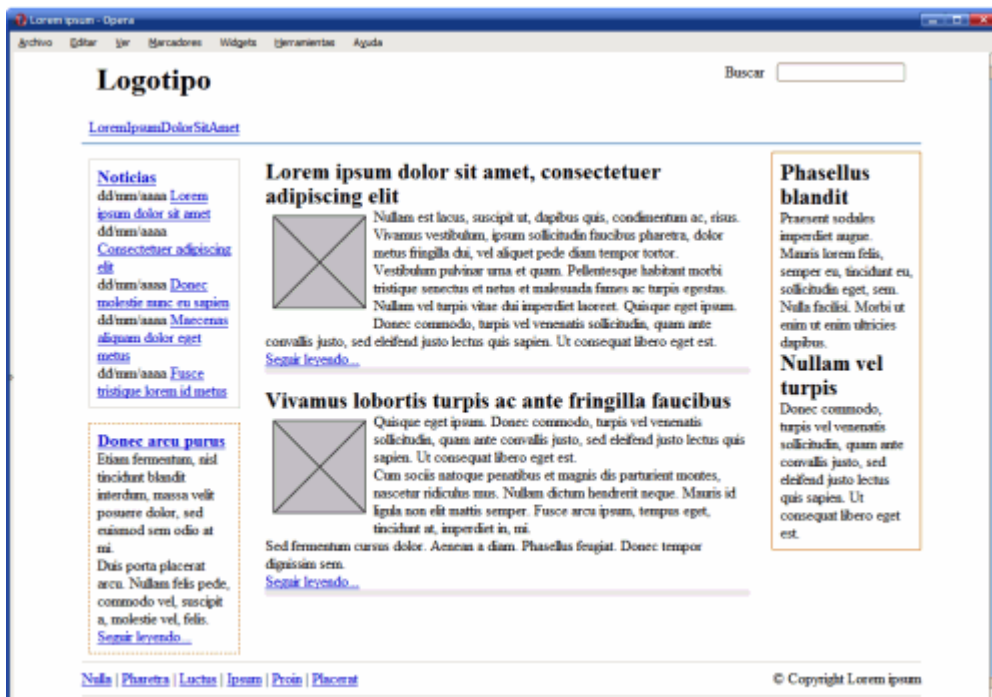 Lorem ipsum - Opera
Archivo Editar Ver Marcadores Widgets Herramientas Ayuda
Logotipo
Buscar
LoremIpsumDolorSitAmet
Noticias
dd/mm/aaaa Lorem
ipsum dolor sit amet
dd/mm/aaaa
Consectetuer adipiscing
elit
dd/mm/aaaa Donec
molestie nunc eu sapien
dd/mm/aaaa Maecenas
aliquam dolor eget
metus
dd/mm/aaaa Fusce
tristique lorem id metus
Donec arcu purus
Etiam fermentum, nisl
tincidunt blandit
interdum, massa velit
posuere dolor, sed
euismod sem odio at
mi.
Duis porta placerat
arcu. Nullam felis pede,
commodo vel, suscipit
a, molestie vel, felis.
Seguir leyendo...
Lorem ipsum dolor sit amet, consectetuer
adipiscing elit
Nullam est lacus, suscipit ut, dapibus quis, condimentum ac, risus.
Vivamus vestibulum, ipsum sollicitudin faucibus pharetra, dolor
metus fringilla dui, vel aliquet pede diam tempor tortor.
Vestibulum pulvinar urna et quam. Pellentesque habitant morbi
tristique senectus et netus et malesuada fames ac turpis egestas.
Nullam vel turpis vitae dui imperdiet laoreet. Quisque eget ipsum.
Donec commodo, turpis vel venenatis sollicitudin, quam ante
convallis justo, sed eleifend justo lectus quis sapien. Ut consequat libero eget est.
Seguir leyendo...
Vivamus lobortis turpis ac ante fringilla faucibus
Quisque eget ipsum. Donec commodo, turpis vel venenatis
sollicitudin, quam ante convallis justo, sed eleifend justo lectus quis
sapien. Ut consequat libero eget est.
Cum sociis natoque penatibus et magnis dis parturient montes,
nascetur ridiculus mus. Nullam dictum hendrerit neque. Mauris id
ligula non elit mattis semper. Fusce arcu ipsum, tempus eget,
tincidunt at, imperdiet in, mi.
Sed fermentum cursus dolor. Aenean a diam. Phasellus feugiat. Donec tempor
dignissim sem.
Seguir leyendo...
Phasellus
blandit
Praesent sodales
imperdiet augue.
Mauris lorem felis,
semper eu, tincidunt eu,
sollicitudin eget, sem.
Nulla facilisi. Morbi ut
enim ut enim ultricies
dapibus.
Nullam vel
turpis
Donec commodo,
turpis vel venenatis
sollicitudin, quam ante
convallis justo, sed
eleifend justo lectus
quis sapien. Ut
consequat libero eget
est.
Nulla | Pharetra | Luctus | Ipsum | Proin | Placerat
© Copyright Lorem ipsum